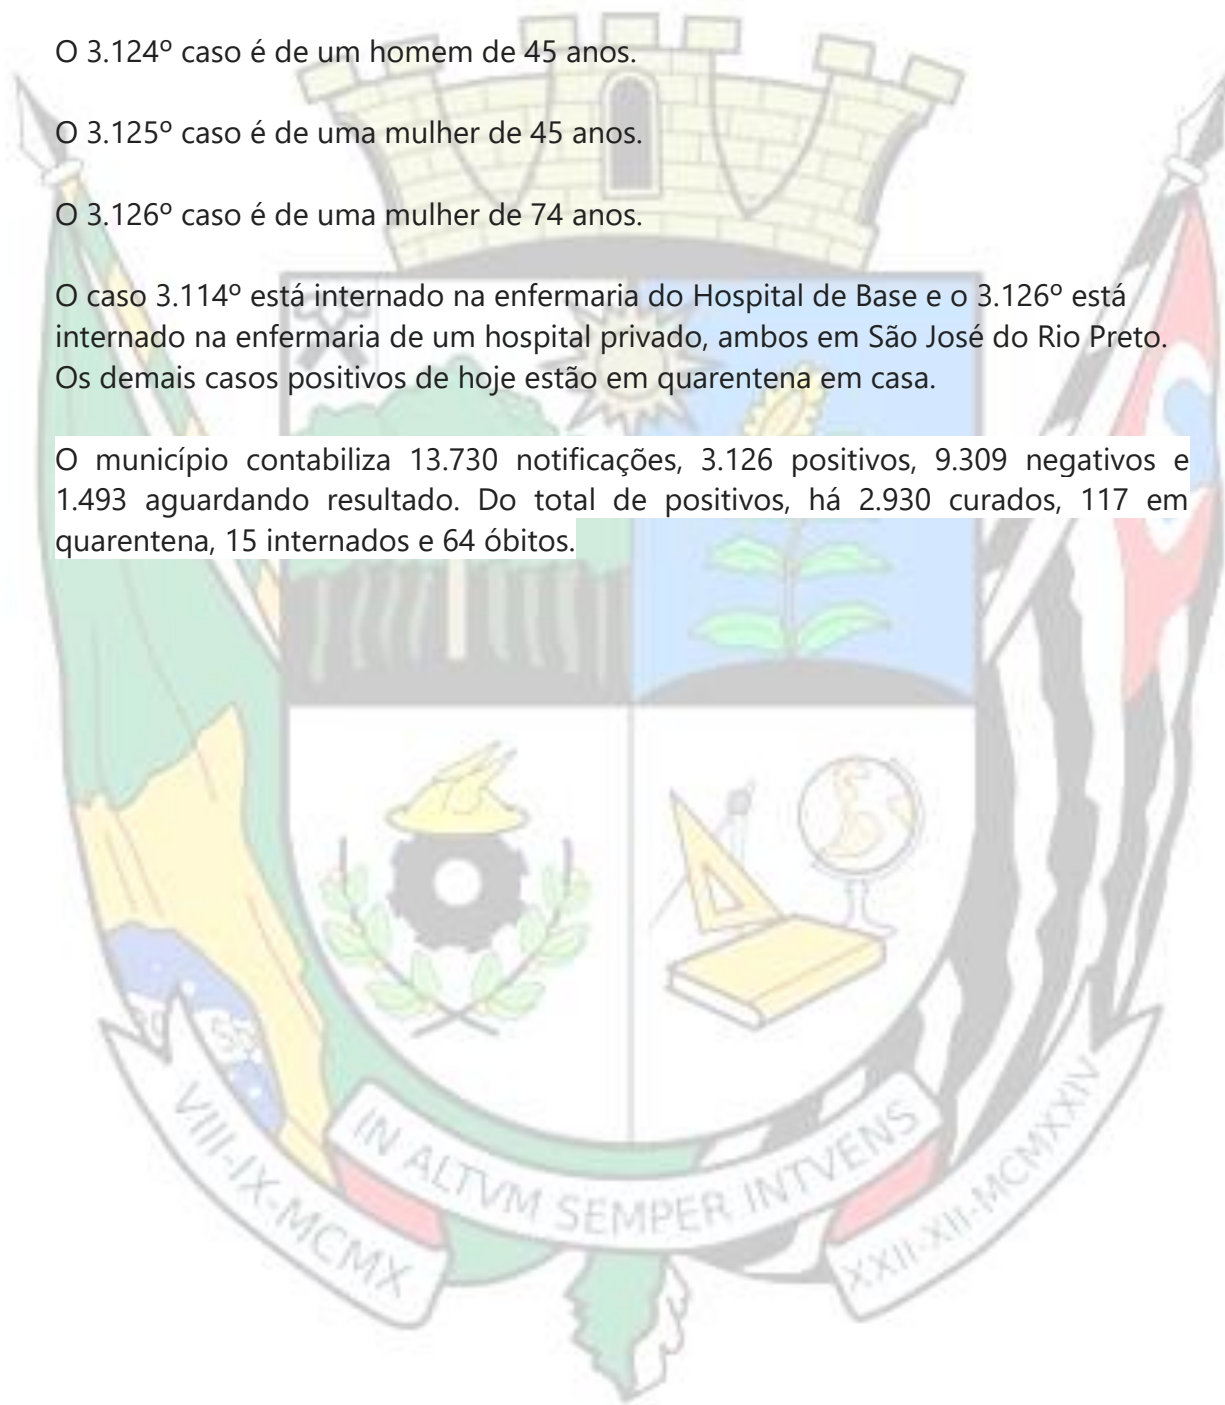 O 3.124º caso é de um homem de 45 anos.
O 3.125º caso é de uma mulher de 45 anos.
O 3.126º caso é de uma mulher de 74 anos.
O caso 3.114º está internado na enfermaria do Hospital de Base e o 3.126º está
internado na enfermaria de um hospital privado, ambos em São José do Rio Preto.
Os demais casos positivos de hoje estão em quarentena em casa.
O município contabiliza 13.730 notificações, 3.126 positivos, 9.309 negativos e
1.493 aguardando resultado. Do total de positivos, há 2.930 curados, 117 em
quarentena, 15 internados e 64 óbitos.
VIII-IX-MCMX
IN ALTVM SEMPER INTVENS
XXII-XII-MCMXXIV